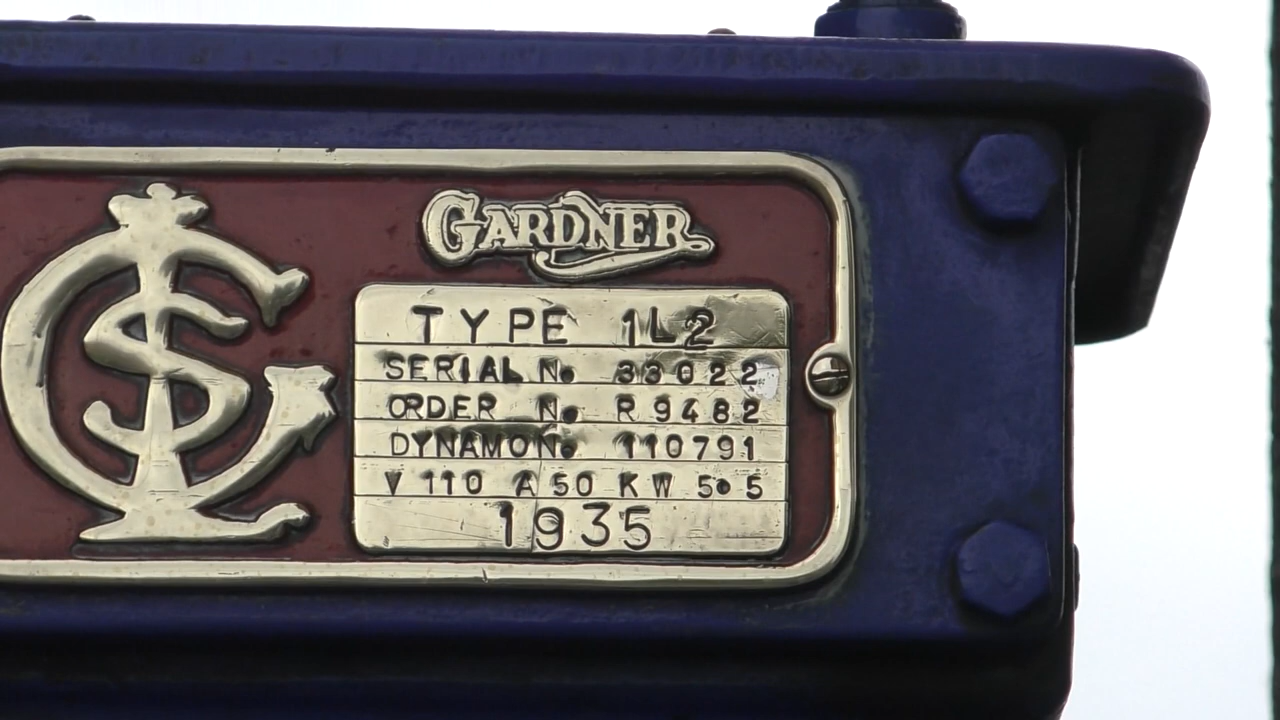 GARDNER
TYPE 1L2
SERIAL No. 33022
ORDER No. R9482
DYNAMO No. 110791
V 110 A 50 KW 5.5
1935